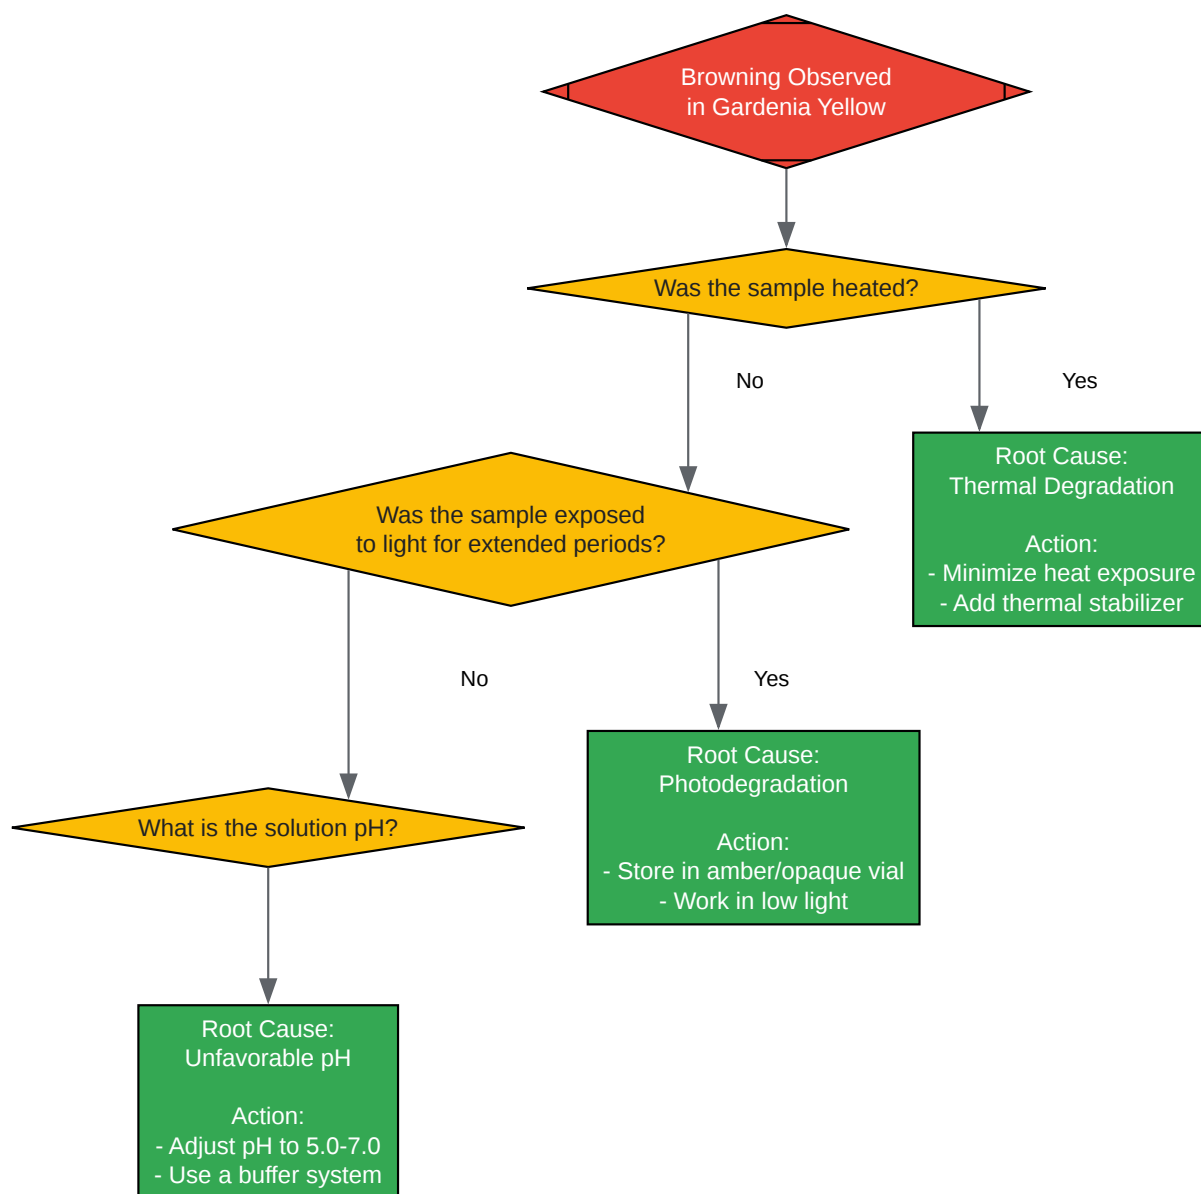 Browning Observed
in Gardenia Yellow
Was the sample heated?
No
Yes
Root Cause:
Thermal Degradation
Action:
- Minimize heat exposure
- Add thermal stabilizer
Was the sample exposed
to light for extended periods?
No
Yes
Root Cause:
Photodegradation
Action:
- Store in amber/opaque vial
- Work in low light
What is the solution pH?
Root Cause:
Unfavorable pH
Action:
- Adjust pH to 5.0-7.0
- Use a buffer system